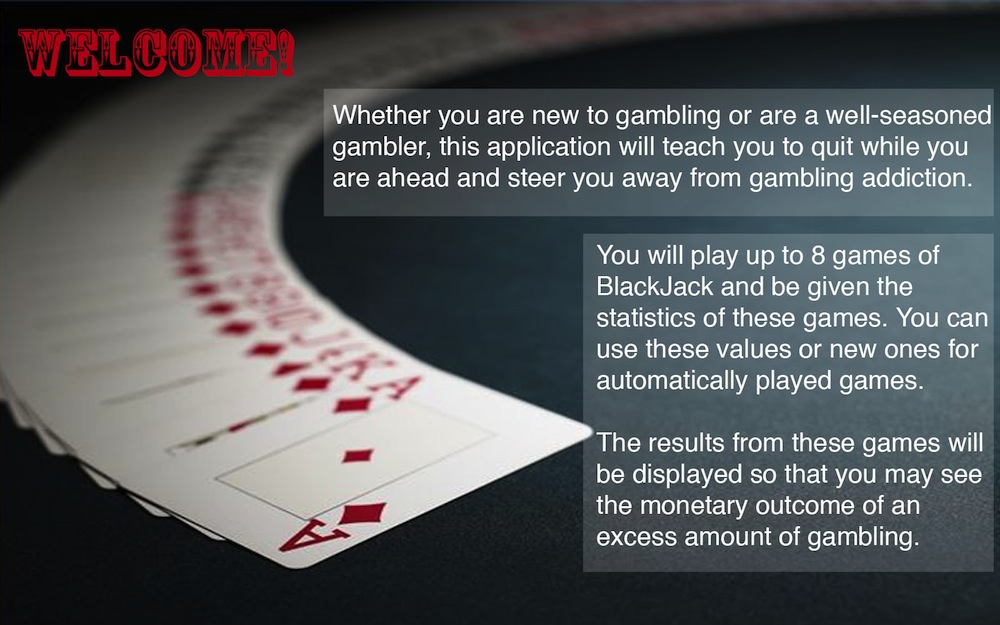 WELCOME!
Whether you are new to gambling or are a well-seasoned
gambler, this application will teach you to quit while you
are ahead and steer you away from gambling addiction.
You will play up to 8 games of
BlackJack and be given the
statistics of these games. You can
use these values or new ones for
automatically played games.
The results from these games will
be displayed so that you may see
the monetary outcome of an
excess amount of gambling.
J
K
A
A